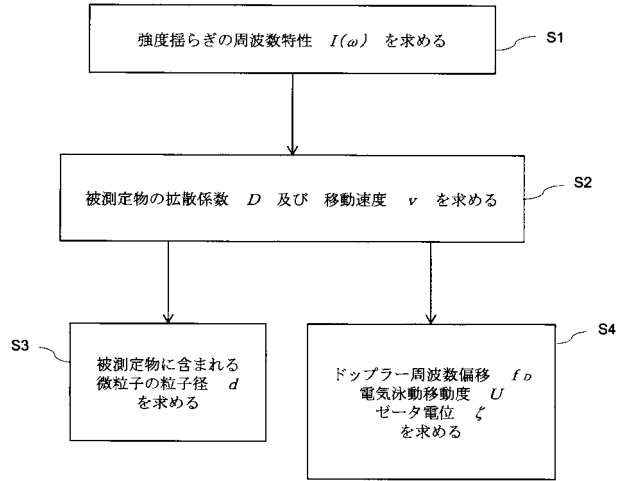 強度揺らぎの周波数特性 I(ω) を求める
S1
被測定物の拡散係数 D 及び 移動速度 v を求める
S2
S3
被測定物に含まれる
微粒子の粒子径 d
を求める
S4
ドップラー周波数偏移 f_D
電気泳動移動度 U
ゼータ電位 ζ
を求める